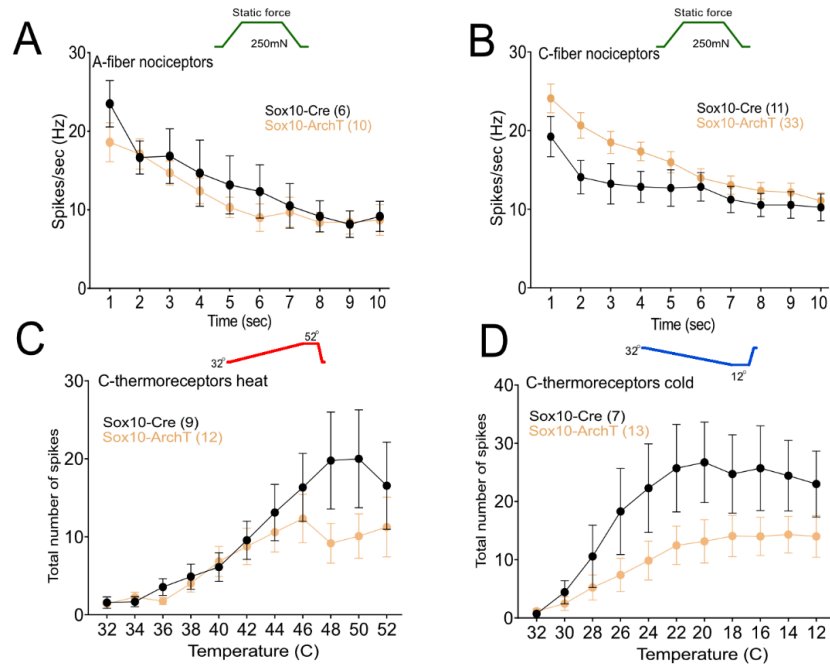 A
Static force
250mN
A-fiber nociceptors
Sox10-Cre (6)
Sox10-ArchT (10)
Spikes/sec (Hz)
30
20
10
0
1 2 3 4 5 6 7 8 9 10
Time (sec)
B
Static force
250mN
C-fiber nociceptors
Sox10-Cre (11)
Sox10-ArchT (33)
Spikes/sec (Hz)
30
20
10
0
1 2 3 4 5 6 7 8 9 10
Time (sec)
C
32°
52°
C-thermoreceptors heat
Sox10-Cre (9)
Sox10-ArchT (12)
Total number of spikes
30
20
10
0
32 34 36 38 40 42 44 46 48 50 52
Temperature (C)
D
32°
12°
C-thermoreceptors cold
Sox10-Cre (7)
Sox10-ArchT (13)
Total number of spikes
40
30
20
10
0
32 30 28 26 24 22 20 18 16 14 12
Temperature (C)